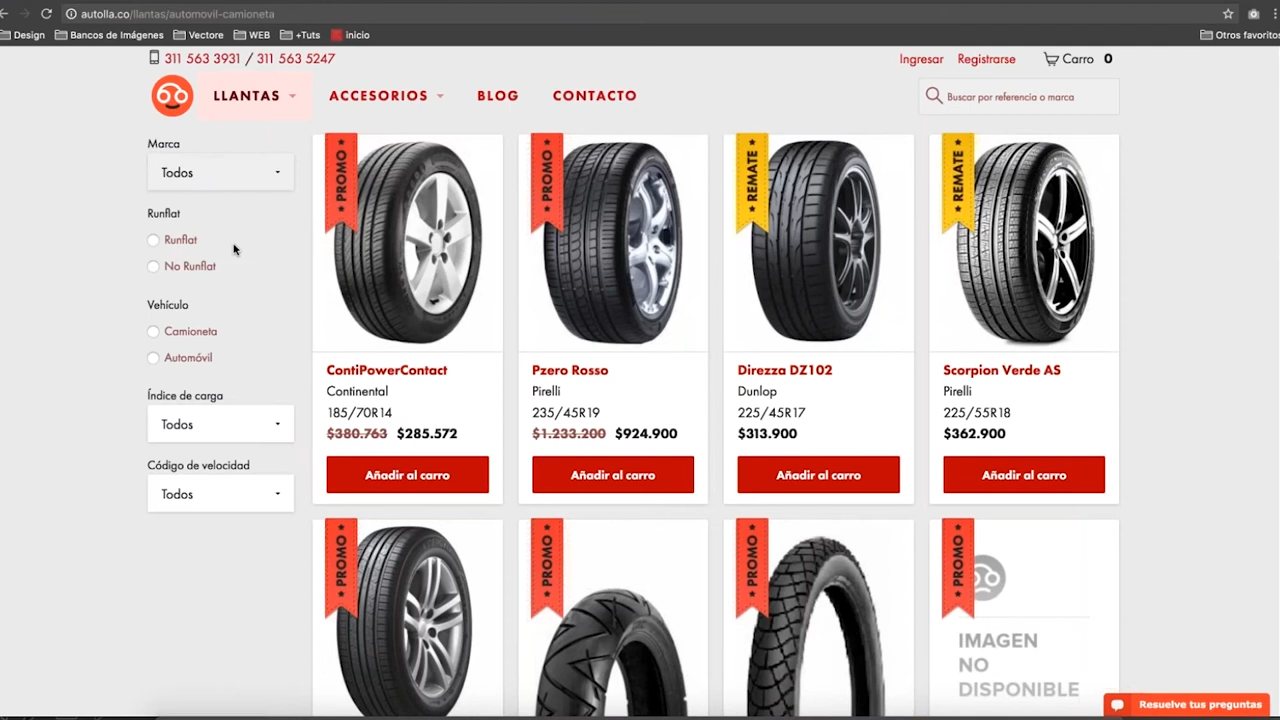 autolla.co/llantas/automovil-camioneta
Design Bancos de Imágenes Vectore WEB +Tuts inicio Otros favoritos
311 563 3931 / 311 563 5247 Ingresar Registrarse Carro 0
LLANTAS ACCESORIOS BLOG CONTACTO Buscar por referencia o marca
Marca
Todos
Runflat
Runflat
No Runflat
Vehículo
Camioneta
Automóvil
Índice de carga
Todos
Código de velocidad
Todos
PROMO
ContiPowerContact
Continental
185/70R14
$380.763 $285.572
Añadir al carro
PROMO
Pzero Rosso
Pirelli
235/45R19
$1.233.200 $924.900
Añadir al carro
REMATE
Direzza DZ102
Dunlop
225/45R17
$313.900
Añadir al carro
REMATE
Scorpion Verde AS
Pirelli
225/55R18
$362.900
Añadir al carro
PROMO
PROMO
PROMO
PROMO
IMAGEN
NO
DISPONIBLE
Resuelve tus preguntas